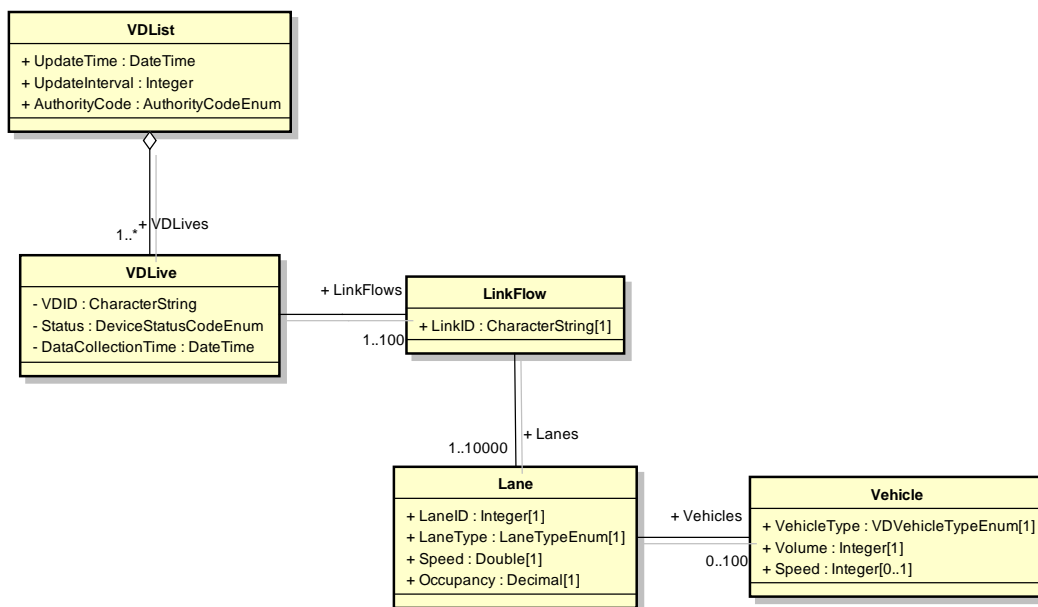 VDList
+ UpdateTime : DateTime
+ UpdateInterval : Integer
+ AuthorityCode : AuthorityCodeEnum
+ VDLives
1..*
VDLive
- VDID : CharacterString
- Status : DeviceStatusCodeEnum
- DataCollectionTime : DateTime
+ LinkFlows
1..100
LinkFlow
+ LinkID : CharacterString[1]
+ Lanes
1..10000
Lane
+ LaneID : Integer[1]
+ LaneType : LaneTypeEnum[1]
+ Speed : Double[1]
+ Occupancy : Decimal[1]
+ Vehicles
0..100
Vehicle
+ VehicleType : VDVehicleTypeEnum[1]
+ Volume : Integer[1]
+ Speed : Integer[0..1]